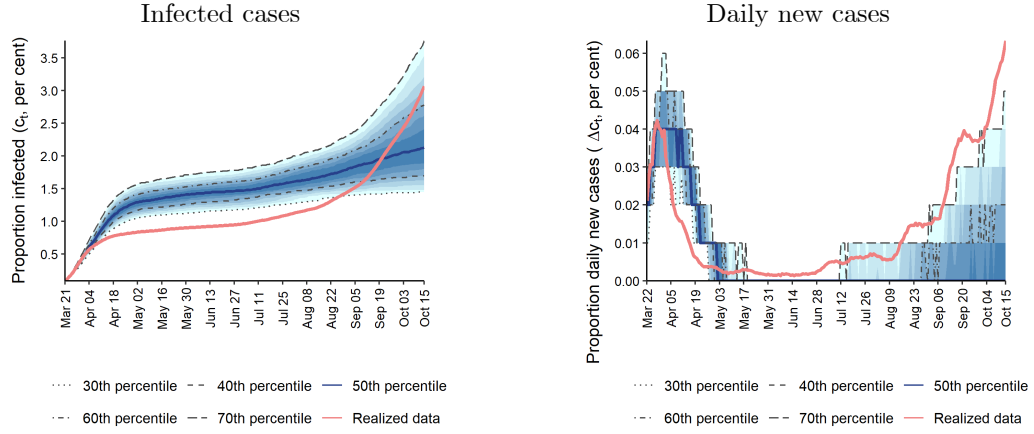 Infected cases
Proportion infected (cₜ, per cent)
3.5
3.0
2.5
2.0
1.5
1.0
0.5
Mar 21
Apr 04
Apr 18
May 02
May 16
May 30
Jun 13
Jun 27
Jul 11
Jul 25
Aug 08
Aug 22
Sep 05
Sep 19
Oct 03
Oct 15
30th percentile 40th percentile 50th percentile
60th percentile 70th percentile Realized data
Daily new cases
Proportion daily new cases ( Δcₜ, per cent)
0.06
0.05
0.04
0.03
0.02
0.01
0.00
Mar 22
Apr 05
Apr 19
May 03
May 17
May 31
Jun 14
Jun 28
Jul 12
Jul 26
Aug 09
Aug 23
Sep 06
Sep 20
Oct 04
Oct 15
30th percentile 40th percentile 50th percentile
60th percentile 70th percentile Realized data